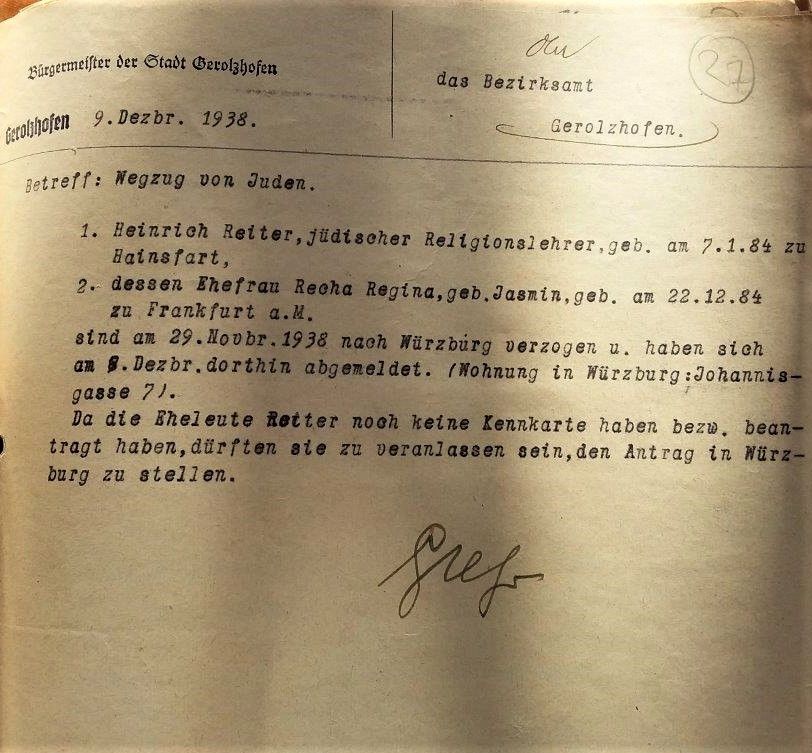 Bürgermeister der Stadt Gerolzhofen
Gerolzhofen 9.Dezbr. 1938.
An
das Bezirksamt
Gerolzhofen.
27
Betreff: Wegzug von Juden.
1. Heinrich Reiter,jüdischer Religionslehrer,geb. am 7.1.84 zu
Hainsfart,
2. dessen Ehefrau Recha Regina,geb.Jasmin,geb. am 22.12.84
zu Frankfurt a.M.
sind am 29.Novbr.1938 nach Würzburg verzogen u. haben sich
am .Dezbr.dorthin abgemeldet. (Wohnung in Würzburg:Johannis-
gasse 7).
Da die Eheleute Reiter noch keine Kennkarte haben bezw. bean-
tragt haben,dürften sie zu veranlassen sein,den Antrag in Würz-
burg zu stellen.